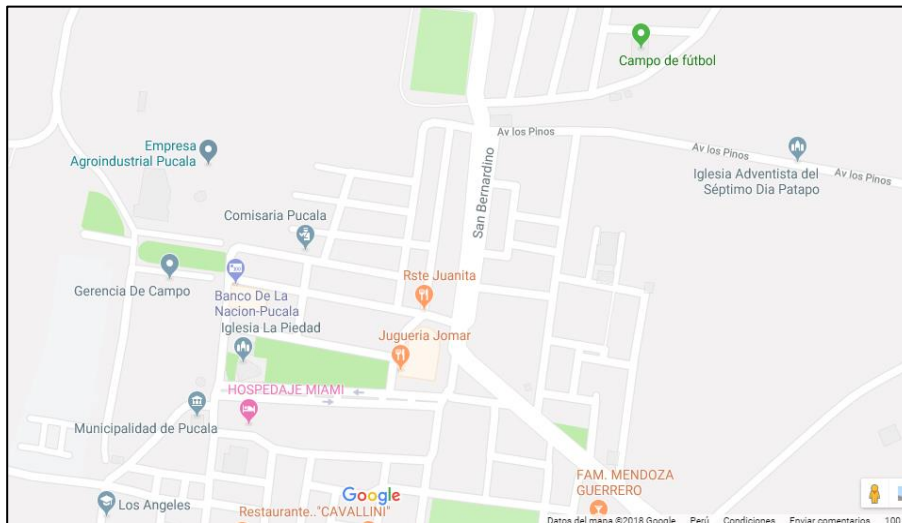 Campo de fútbol
Av los Pinos
Av los Pinos
Av los Pinos
Empresa
Agroindustrial Pucala
Iglesia Adventista del
Séptimo Dia Patapo
San Bernardino
Comisaria Pucala
Rste Juanita
Gerencia De Campo
Banco De La
Nacion-Pucala
Iglesia La Piedad
Jugueria Jomar
HOSPEDAJE MIAMI
Municipalidad de Pucala
FAM. MENDOZA
GUERRERO
Google
Los Angeles
Restaurante.."CAVALLINI"
Datos del mapa ©2018 Google Perú Condiciones Enviar comentarios 100